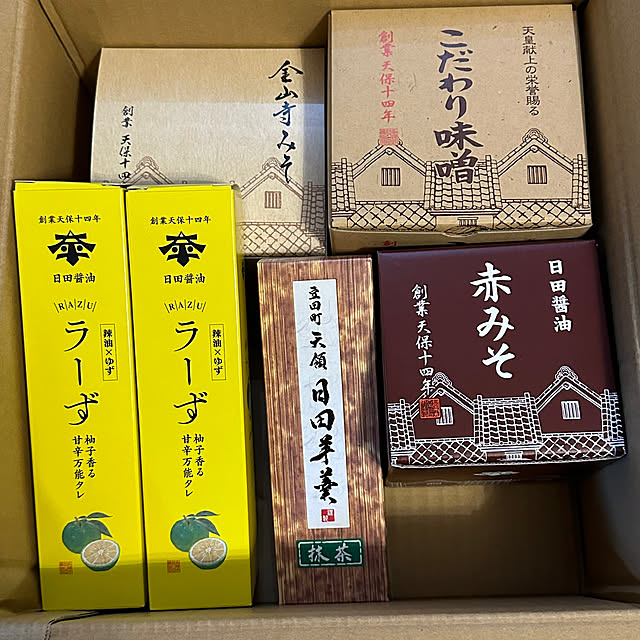 金山寺みそ
創業 天保十四
天皇献上の栄誉賜る
こだわり味噌
創業 天保十四年
創業
創業天保十四年
日田醤油
RAZU
辣油×ゆず
ラーず
柚子香る
甘辛万能タレ
創業天保十四年
日田醤油
RAZU
辣油×ゆず
ラーず
柚子香る
甘辛万能タレ
豆田町
天領
日田羊羹
抹茶
日田醤油
赤みそ
創業 天保十四年